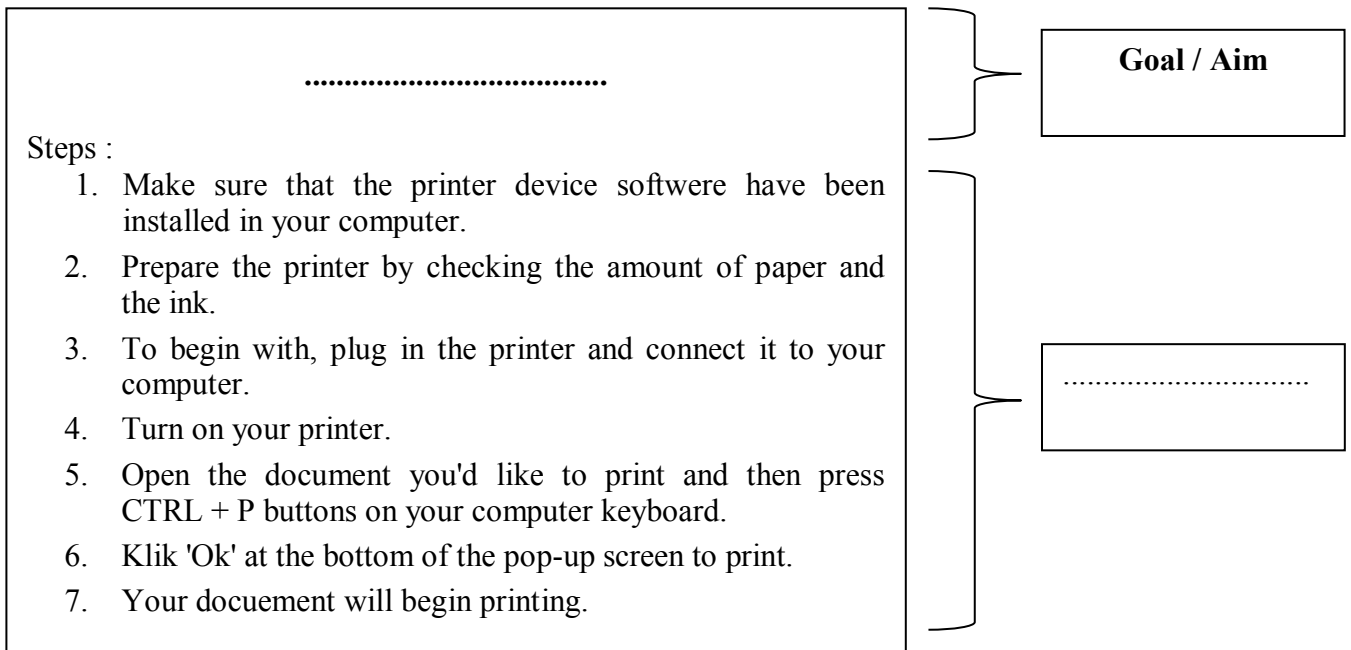 ....................................... Goal / Aim
Steps :
1. Make sure that the printer device softwere have been
installed in your computer.
2. Prepare the printer by checking the amount of paper and
the ink.
3. To begin with, plug in the printer and connect it to your
computer.
...............................
4. Turn on your printer.
5. Open the document you'd like to print and then press
CTRL + P buttons on your computer keyboard.
6. Klik 'Ok' at the bottom of the pop-up screen to print.
7. Your docuement will begin printing.